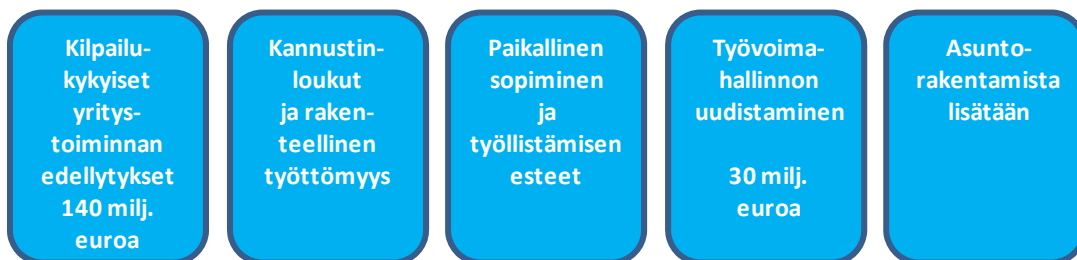 Kilpailu-
kykyiset
yritys-
toiminnan
edellytykset
140 milj.
euroa
Kannustin-
loukut
ja raken-
teellinen
työttömyys
Paikallinen
sopiminen
ja
työllistämisen
esteet
Työvoima-
hallinnon
uudistaminen
30 milj.
euroa
Asunto-
rakentamista
lisätään